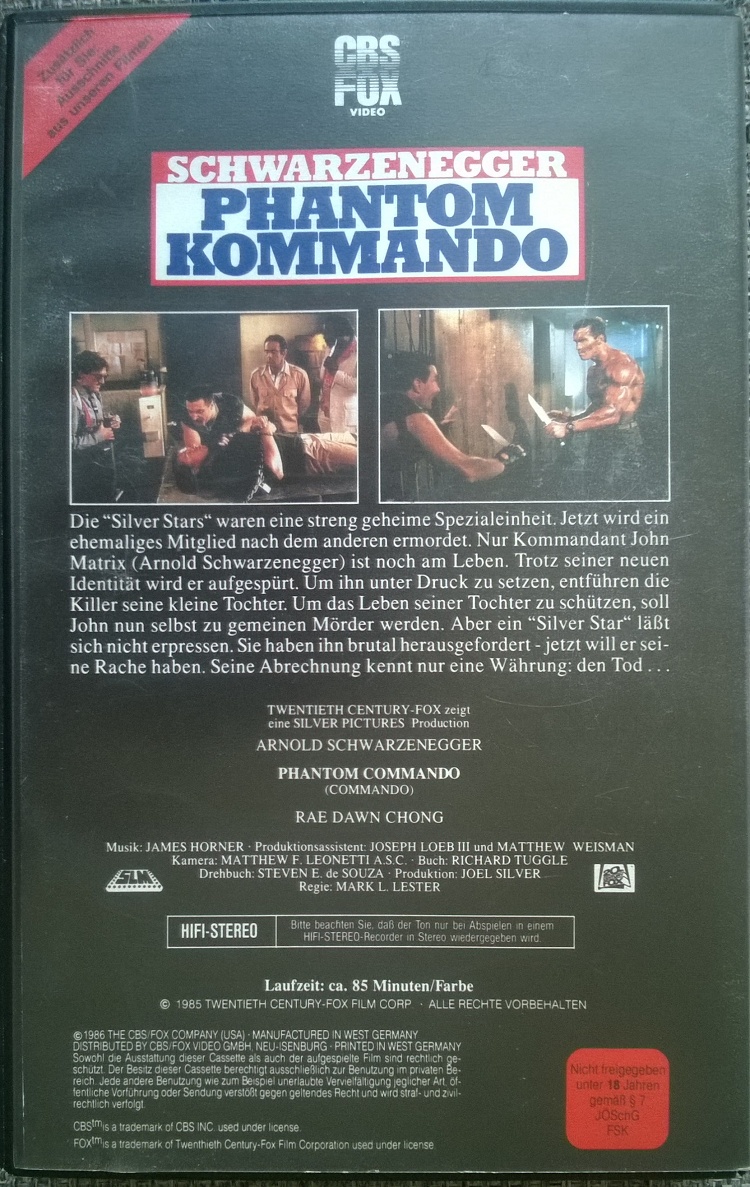 Zusätzlich
für Sie
Ausschnitte
aus unseren Filmen
CBS
FOX
VIDEO
SCHWARZENEGGER
PHANTOM
KOMMANDO
Die “Silver Stars“ waren eine streng geheime Spezialeinheit. Jetzt wird ein
ehemaliges Mitglied nach dem anderen ermordet. Nur Kommandant John
Matrix (Arnold Schwarzenegger) ist noch am Leben. Trotz seiner neuen
Identität wird er aufgespürt. Um ihn unter Druck zu setzen, entführen die
Killer seine kleine Tochter. Um das Leben seiner Tochter zu schützen, soll
John nun selbst zu gemeinen Mörder werden. Aber ein “Silver Star“ läßt
sich nicht erpressen. Sie haben ihn brutal herausgefordert - jetzt will er sei-
ne Rache haben. Seine Abrechnung kennt nur eine Währung: den Tod . . .
TWENTIETH CENTURY-FOX zeigt
eine SILVER PICTURES Production
ARNOLD SCHWARZENEGGER
PHANTOM COMMANDO
(COMMANDO)
RAE DAWN CHONG
Musik: JAMES HORNER · Produktionsassistent: JOSEPH LOEB III und MATTHEW WEISMAN
Kamera: MATTHEW F. LEONETTI A.S.C. · Buch: RICHARD TUGGLE
Drehbuch: STEVEN E. de SOUZA · Produktion: JOEL SILVER
Regie: MARK L. LESTER
FOX
HIFI-STEREO
Bitte beachten Sie, daß der Ton nur bei Abspielen in einem
HIFI-STEREO-Recorder in Stereo wiedergegeben wird.
Laufzeit: ca. 85 Minuten/Farbe
© 1985 TWENTIETH CENTURY-FOX FILM CORP. · ALLE RECHTE VORBEHALTEN
© 1986 THE CBS/FOX COMPANY (USA) · MANUFACTURED IN WEST GERMANY
DISTRIBUTED BY CBS/FOX VIDEO GMBH. NEU-ISENBURG · PRINTED IN WEST GERMANY
Sowohl die Ausstattung dieser Cassette als auch der aufgespielte Film sind rechtlich ge-
schützt. Der Besitz dieser Cassette berechtigt ausschließlich zur Benutzung im privaten Be-
reich. Jede andere Benutzung wie zum Beispiel unerlaubte Vervielfältigung jeglicher Art, öf-
fentliche Vorführung oder Sendung verstößt gegen geltendes Recht und wird straf- und zivil-
rechtlich verfolgt.
CBS™ is a trademark of CBS INC. used under license.
FOX™ is a trademark of Twenthieth Century-Fox Film Corporation used under license.
Nicht freigegeben
unter 18 Jahren
gemäß § 7
JÖSchG
FSK